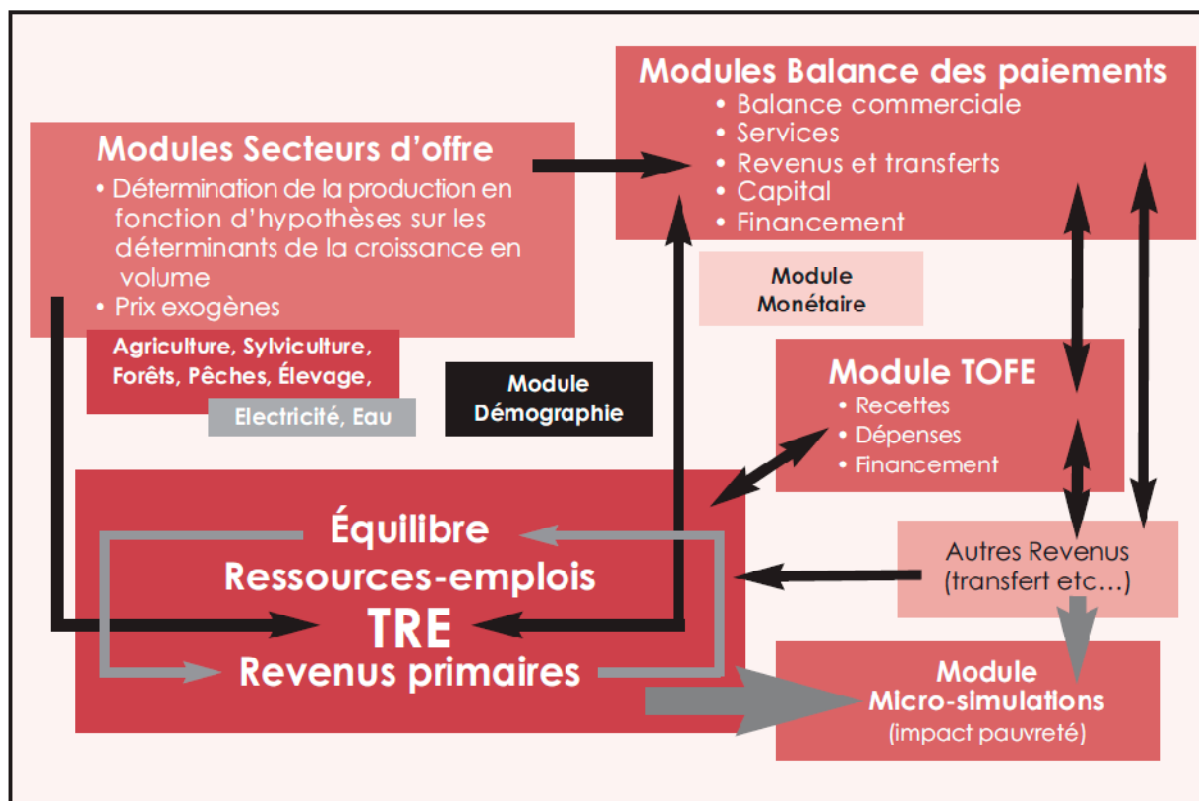 Modules Balance des paiements
• Balance commerciale
• Services
• Revenus et transferts
• Capital
• Financement
Modules Secteurs d'offre
• Détermination de la production en
fonction d'hypothèses sur les
déterminants de la croissance en
volume
• Prix exogènes
Agriculture, Sylviculture,
Forêts, Pêches, Élevage,
Electricité, Eau
Module
Démographie
Module
Monétaire
Module TOFE
• Recettes
• Dépenses
• Financement
Équilibre
Ressources-emplois
TRE
Revenus primaires
Autres Revenus
(transfert etc...)
Module
Micro-simulations
(impact pauvreté)